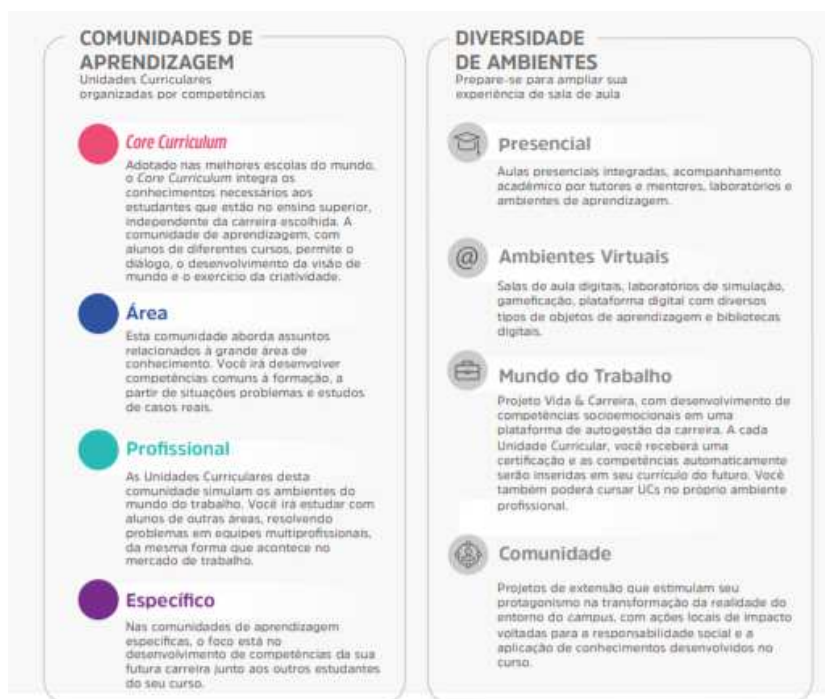 COMUNIDADES DE
APRENDIZAGEM
Unidades Curriculares
organizadas por competências
Core Curriculum
Adotado nas melhores escolas do mundo,
o Core Curriculum integra os
conhecimentos necessários aos
estudantes que estão no ensino superior,
independente da carreira escolhida. A
comunidade de aprendizagem, com
alunos de diferentes cursos, permite o
diálogo, o desenvolvimento da visão de
mundo e o exercício da criatividade.
Área
Esta comunidade aborda assuntos
relacionados à grande área de
conhecimento. Você irá desenvolver
competências comuns à formação, a
partir de situações problemas e estudos
de casos reais.
Profissional
As Unidades Curriculares desta
comunidade simulam os ambientes do
mundo do trabalho. Você irá estudar com
alunos de outras áreas, resolvendo
problemas em equipes multiprofissionais,
da mesma forma que acontece no
mercado de trabalho.
Específico
Nas comunidades de aprendizagem
específicas, o foco está no
desenvolvimento de competências da sua
futura carreira junto aos outros estudantes
do seu curso.
DIVERSIDADE
DE AMBIENTES
Prepare-se para ampliar sua
experiência de sala de aula
Presencial
Aulas presenciais integradas, acompanhamento
acadêmico por tutores e mentores, laboratórios e
ambientes de aprendizagem.
@
Ambientes Virtuais
Salas de aula digitais, laboratórios de simulação,
gameficação, plataforma digital com diversos
tipos de objetos de aprendizagem e bibliotecas
digitais.
Mundo do Trabalho
Projeto Vida & Carreira, com desenvolvimento de
competências socioemocionais em uma
plataforma de autogestão da carreira. A cada
Unidade Curricular, você receberá uma
certificação e as competências automaticamente
serão inseridas em seu currículo do futuro. Você
também poderá cursar UCs no próprio ambiente
profissional.
Comunidade
Projetos de extensão que estimulam seu
protagonismo na transformação da realidade do
entorno do campus, com ações locais de impacto
voltadas para a responsabilidade social e a
aplicação de conhecimentos desenvolvidos no
curso.